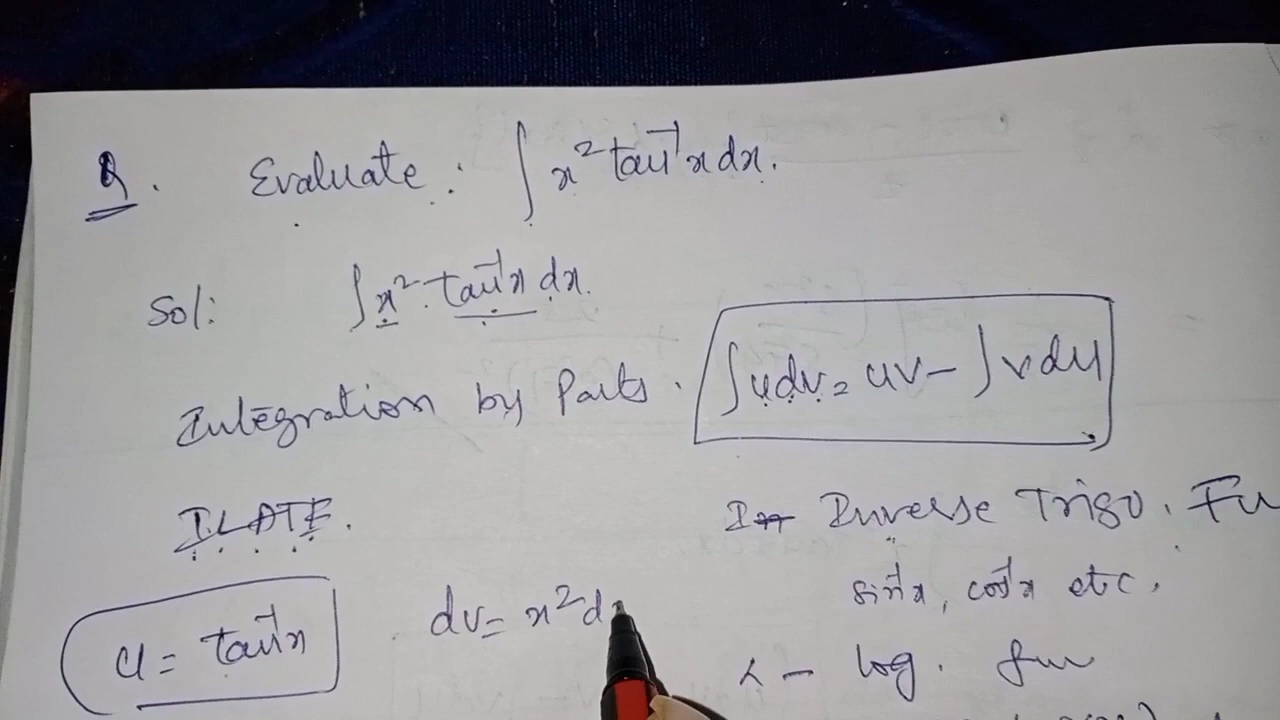 Q. Evaluate : ∫ x² tan⁻¹x dx.
Sol: ∫ x². tan⁻¹x dx.
Integration by Parts. ∫udv = uv - ∫vdu
ILATE. I - Inverse Trigo. Fu
sin⁻¹x, cos⁻¹x etc.
u = tan⁻¹x dv = x²d
L - log. fun